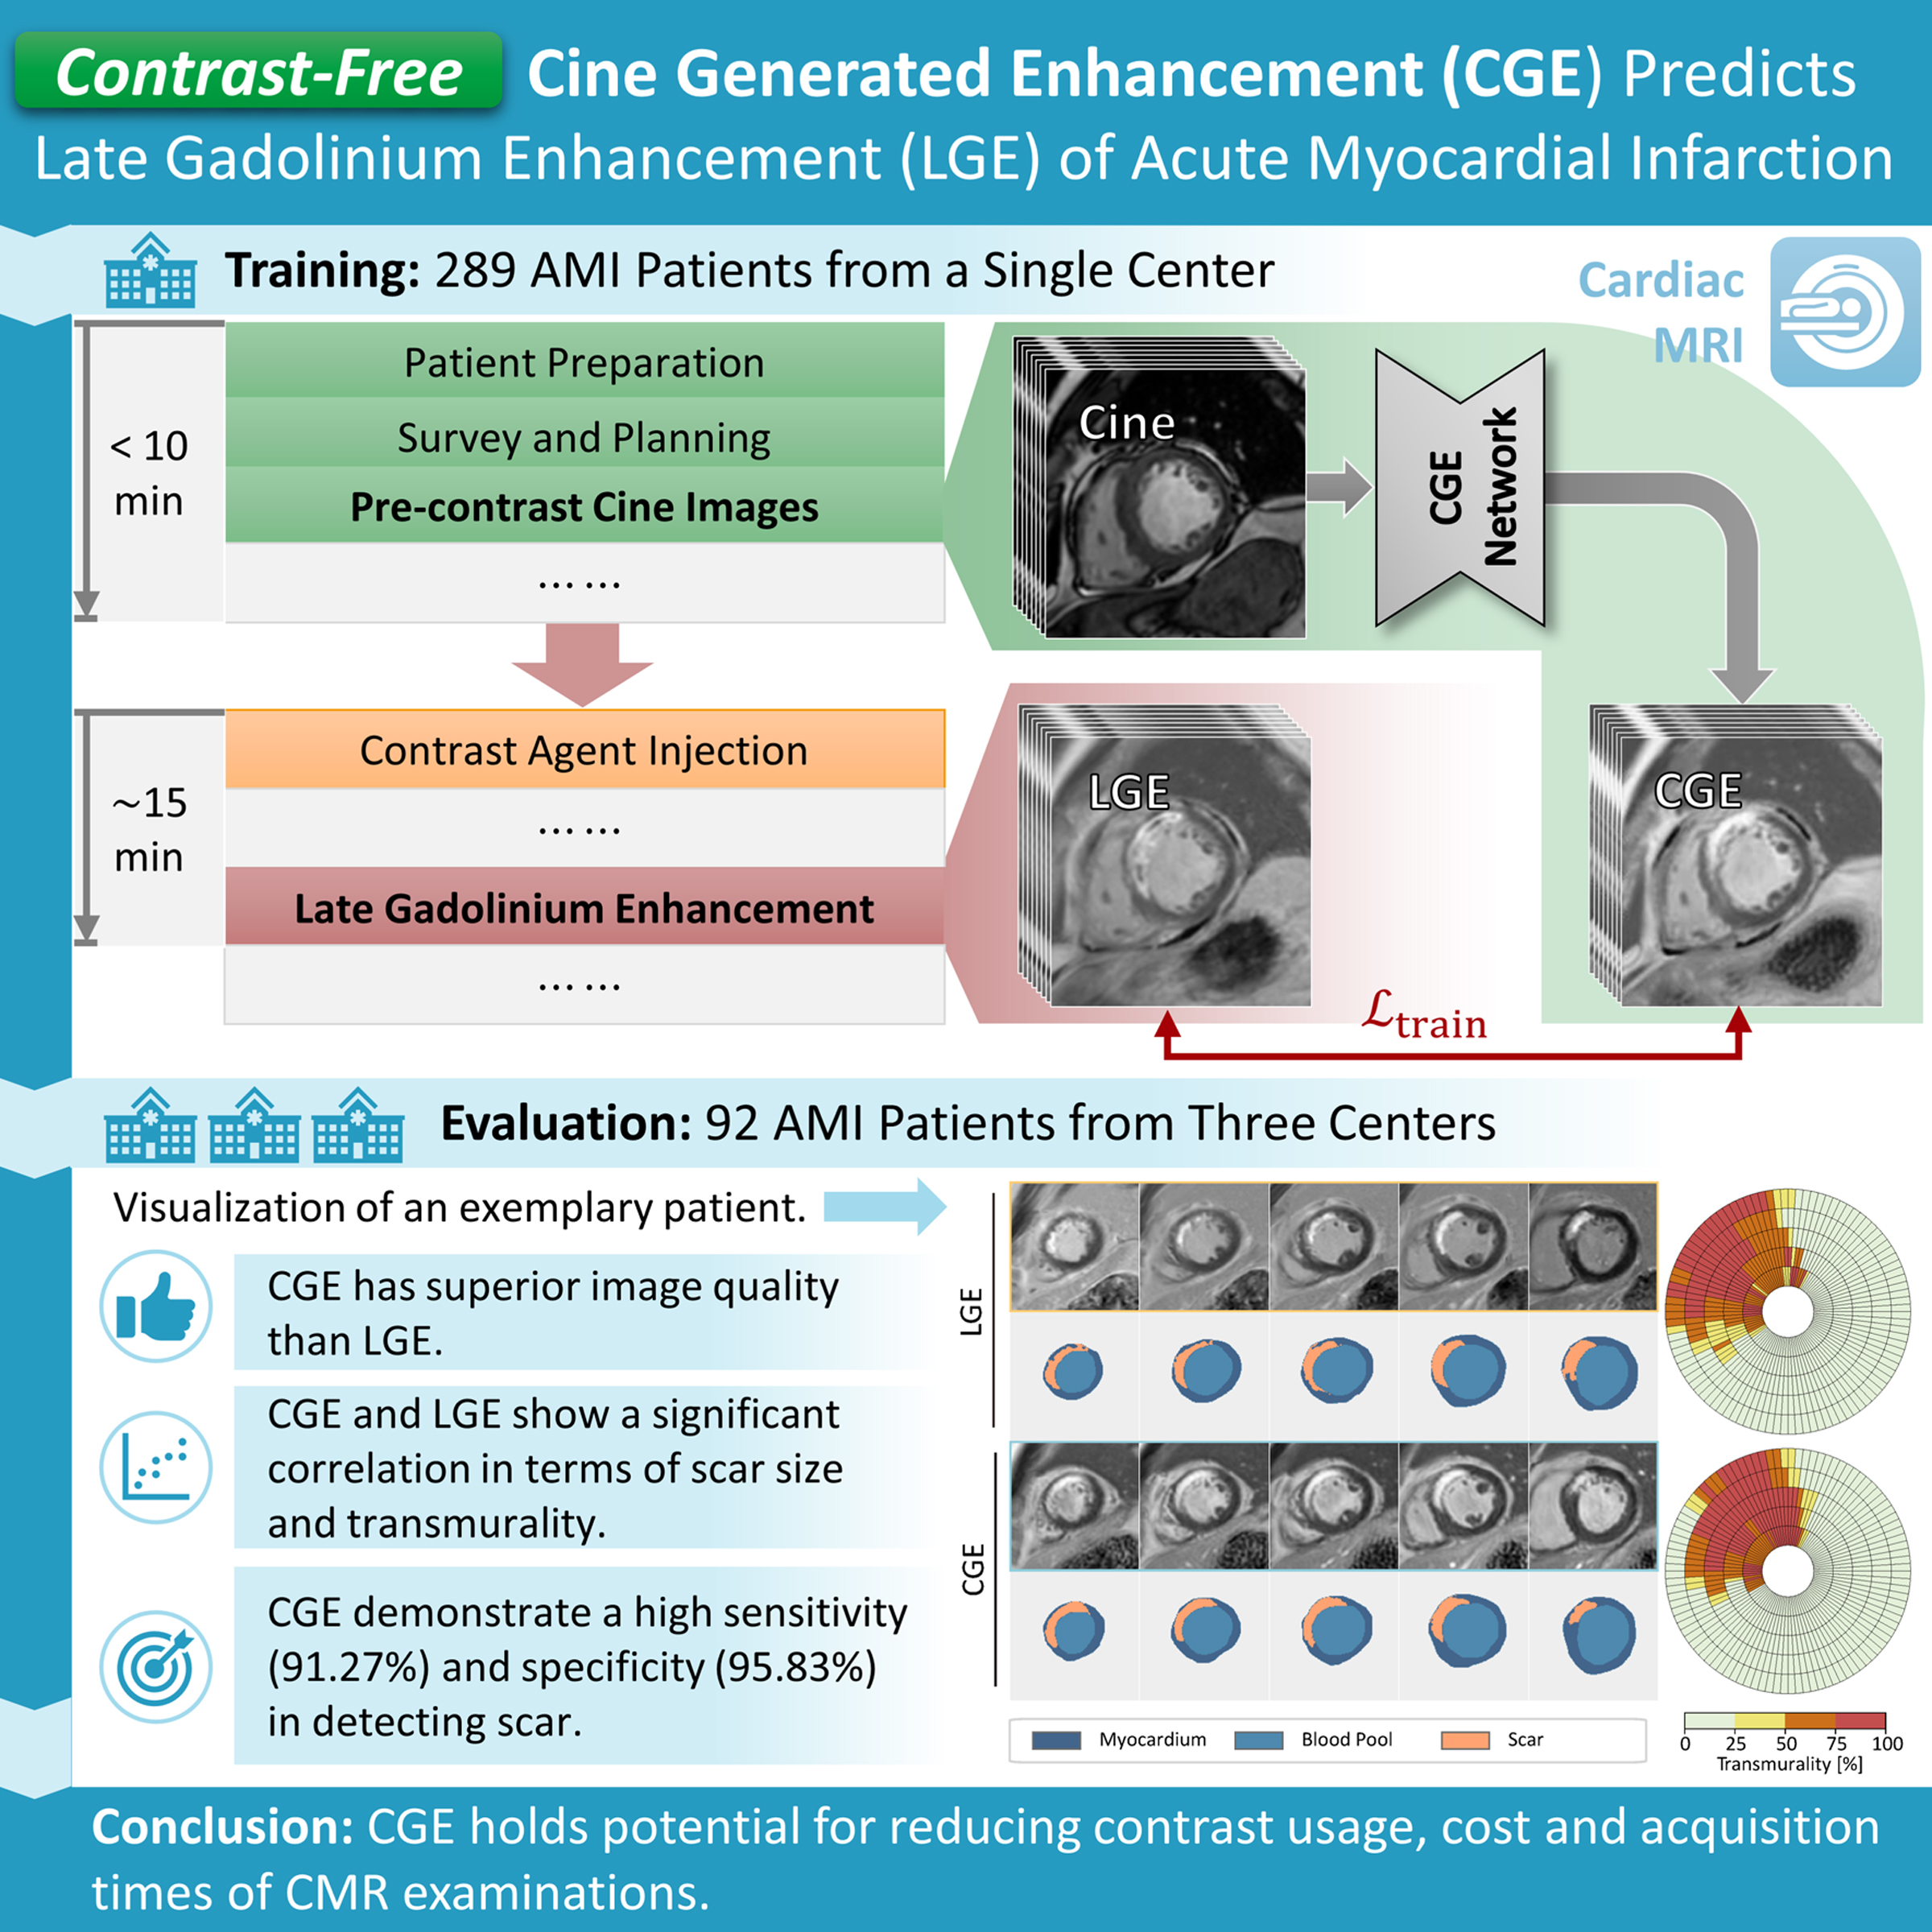 Contrast-Free Cine Generated Enhancement (CGE) Predicts
Late Gadolinium Enhancement (LGE) of Acute Myocardial Infarction
Training: 289 AMI Patients from a Single Center
Cardiac
MRI
< 10
min
Patient Preparation
Survey and Planning
Pre-contrast Cine Images
... ...
Cine
CGE
Network
~15
min
Contrast Agent Injection
... ...
Late Gadolinium Enhancement
... ...
LGE
CGE
ℒtrain
Evaluation: 92 AMI Patients from Three Centers
Visualization of an exemplary patient.
CGE has superior image quality
than LGE.
CGE and LGE show a significant
correlation in terms of scar size
and transmurality.
CGE demonstrate a high sensitivity
(91.27%) and specificity (95.83%)
in detecting scar.
LGE
CGE
Myocardium Blood Pool Scar
0 25 50 75 100
Transmurality [%]
Conclusion: CGE holds potential for reducing contrast usage, cost and acquisition
times of CMR examinations.